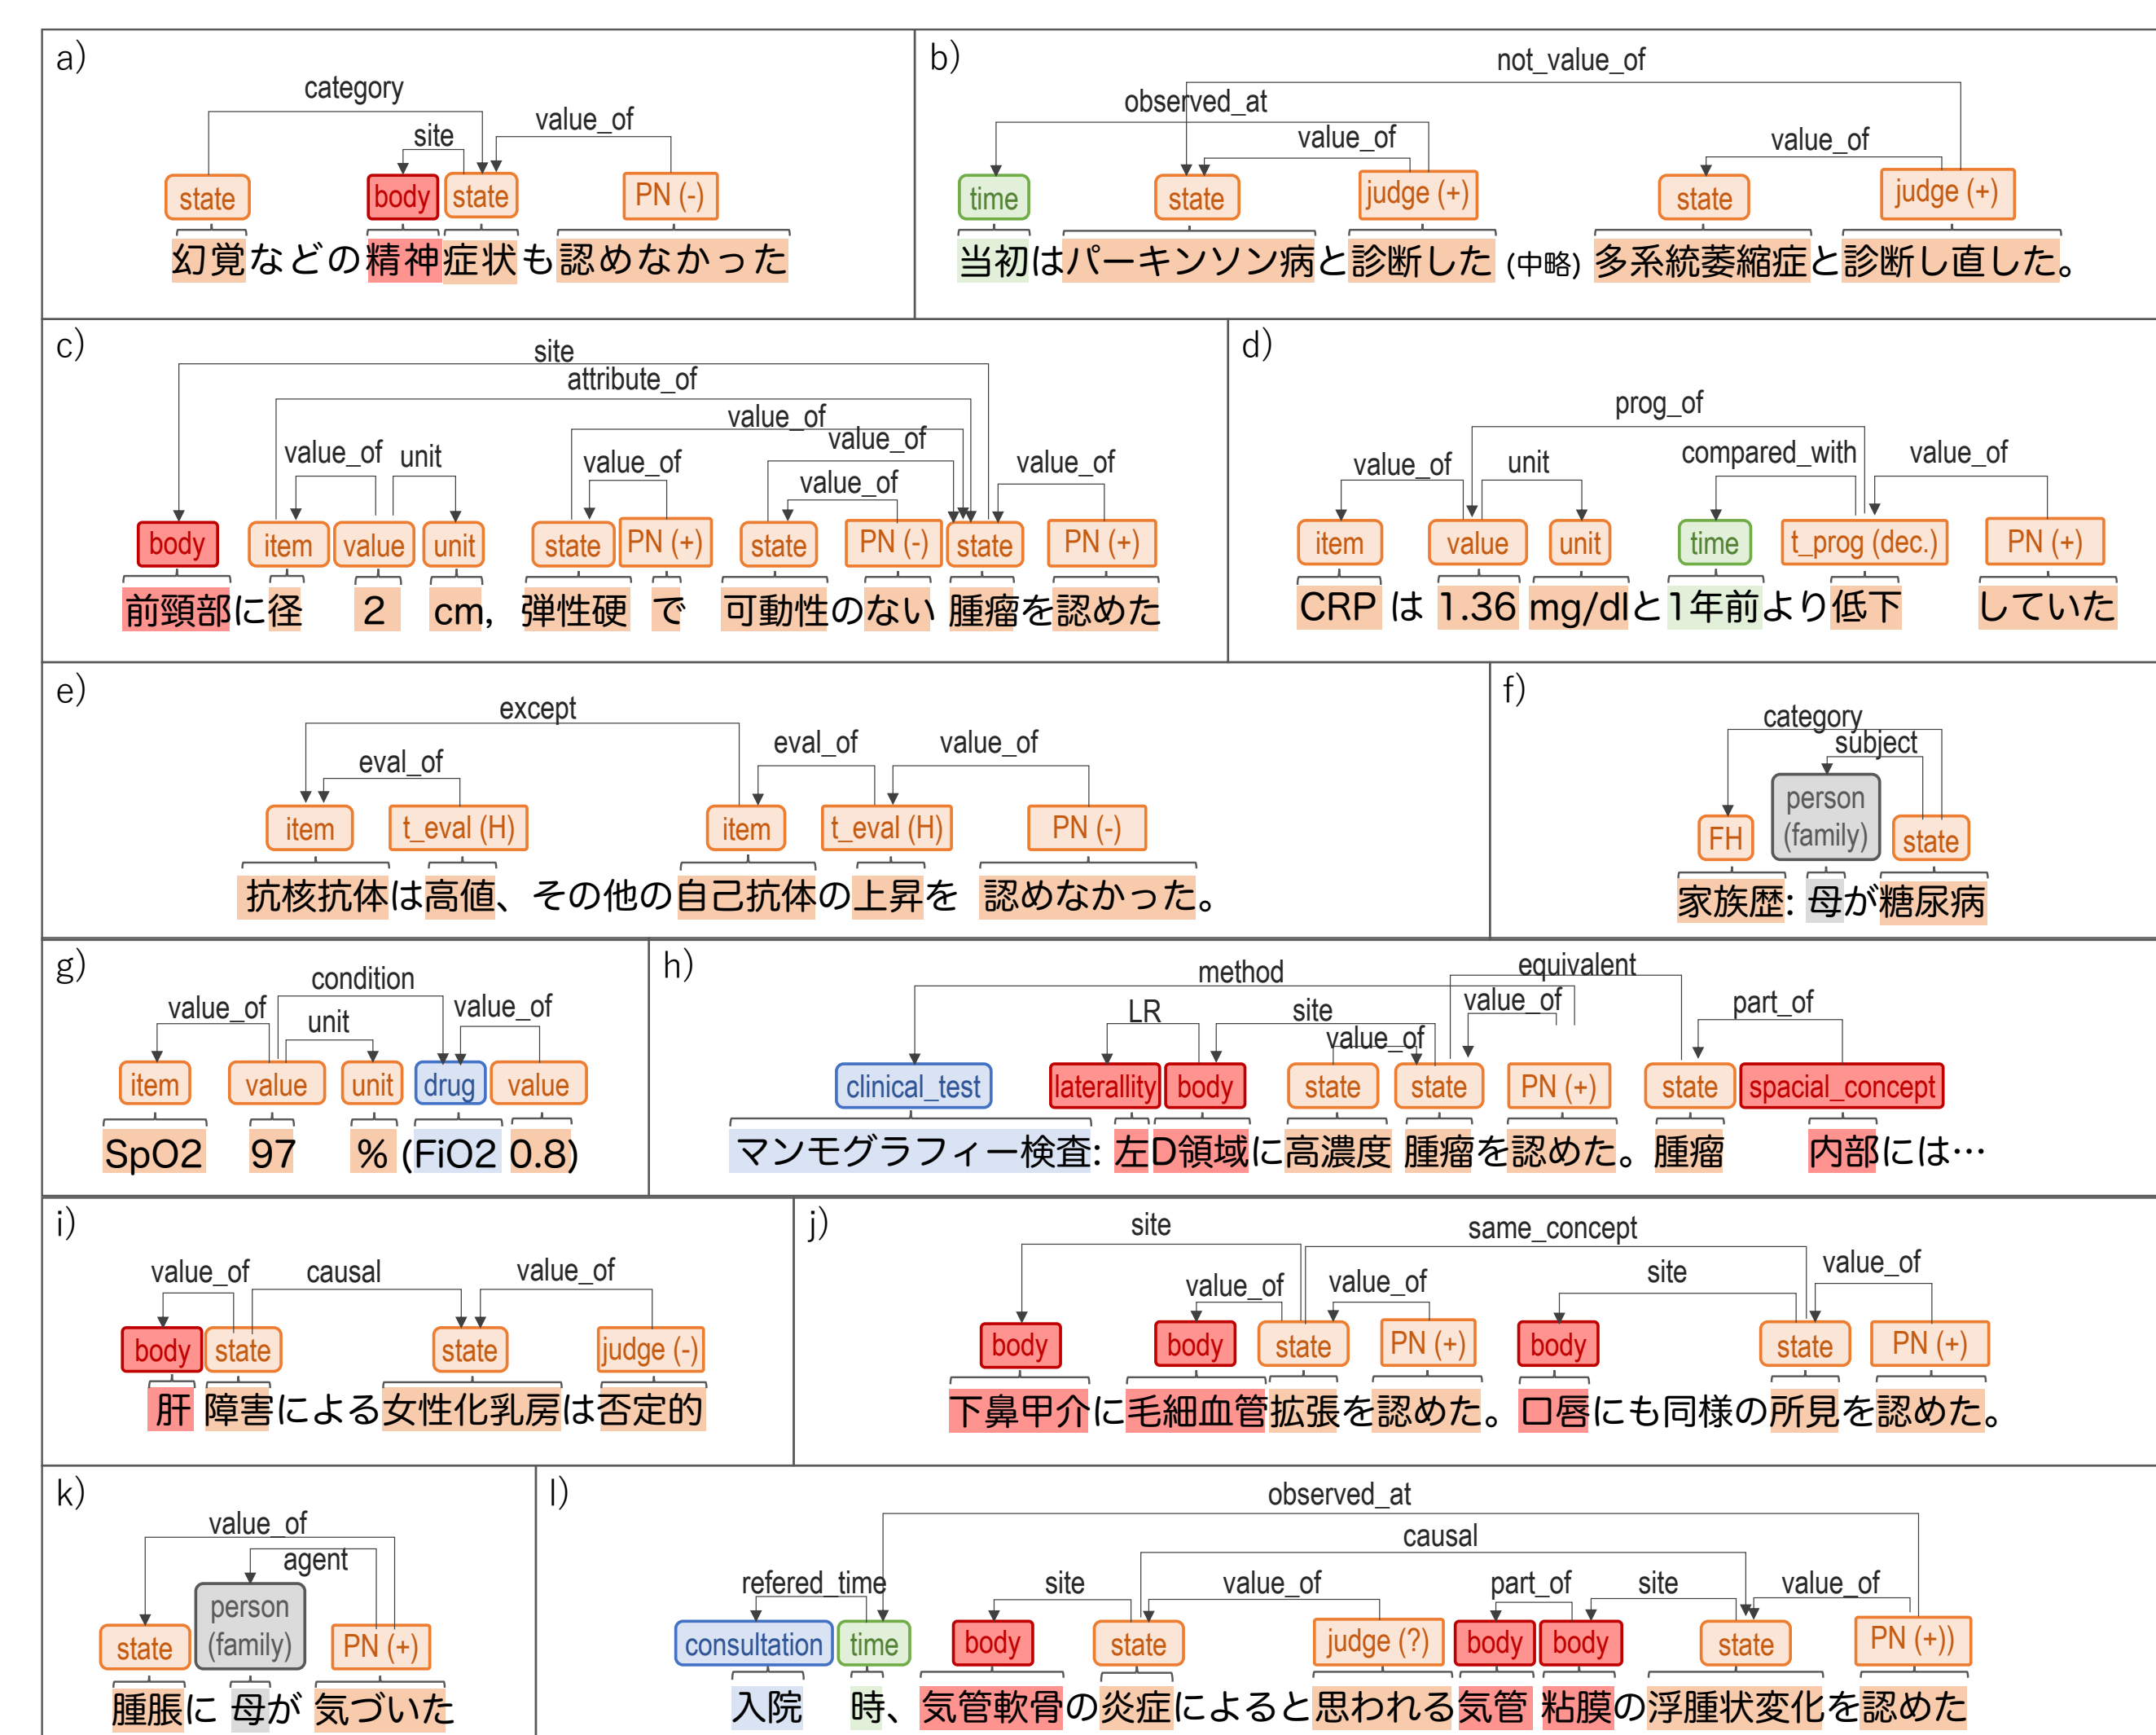 a)
category
site
value_of
state
body
state
PN (-)
幻覚などの精神症状も認めなかった
b)
not_value_of
observed_at
value_of
value_of
time
state
judge (+)
state
judge (+)
当初はパーキンソン病と診断した (中略) 多系統萎縮症と診断し直した。
c)
site
attribute_of
value_of
value_of
value_of
unit
value_of
value_of
value_of
body
item
value
unit
state
PN (+)
state
PN (-)
state
PN (+)
前頸部に径 2 cm, 弾性硬 で 可動性のない 腫瘤を認めた
d)
prog_of
compared_with
value_of
value_of
unit
item
value
unit
time
t_prog (dec.)
PN (+)
CRP は 1.36 mg/dlと1年前より低下 していた
e)
except
eval_of
value_of
eval_of
item
t_eval (H)
item
t_eval (H)
PN (-)
抗核抗体は高値、その他の自己抗体の上昇を 認めなかった。
f)
category
subject
person
(family)
FH
state
家族歴: 母が糖尿病
g)
condition
value_of
value_of
unit
item
value
unit
drug
value
SpO2 97 % (FiO2 0.8)
h)
equivalent
method
value_of
part_of
LR
site
value_of
clinical_test
laterallity
body
state
state
PN (+)
state
spacial_concept
マンモグラフィー検査: 左D領域に高濃度 腫瘤を認めた。腫瘤 内部には…
i)
value_of
causal
value_of
body
state
state
judge (-)
肝 障害による女性化乳房は否定的
j)
site
same_concept
value_of
site
value_of
value_of
body
body
state
PN (+)
body
state
PN (+)
下鼻甲介に毛細血管拡張を認めた。口唇にも同様の所見を認めた。
k)
value_of
agent
person
(family)
state
PN (+)
腫脹に 母が 気づいた
l)
observed_at
causal
refered_time
site
value_of
part_of
site
value_of
consultation
time
body
state
judge (?)
body
body
state
PN (+))
入院 時、気管軟骨の炎症によると思われる気管 粘膜の浮腫状変化を認めた